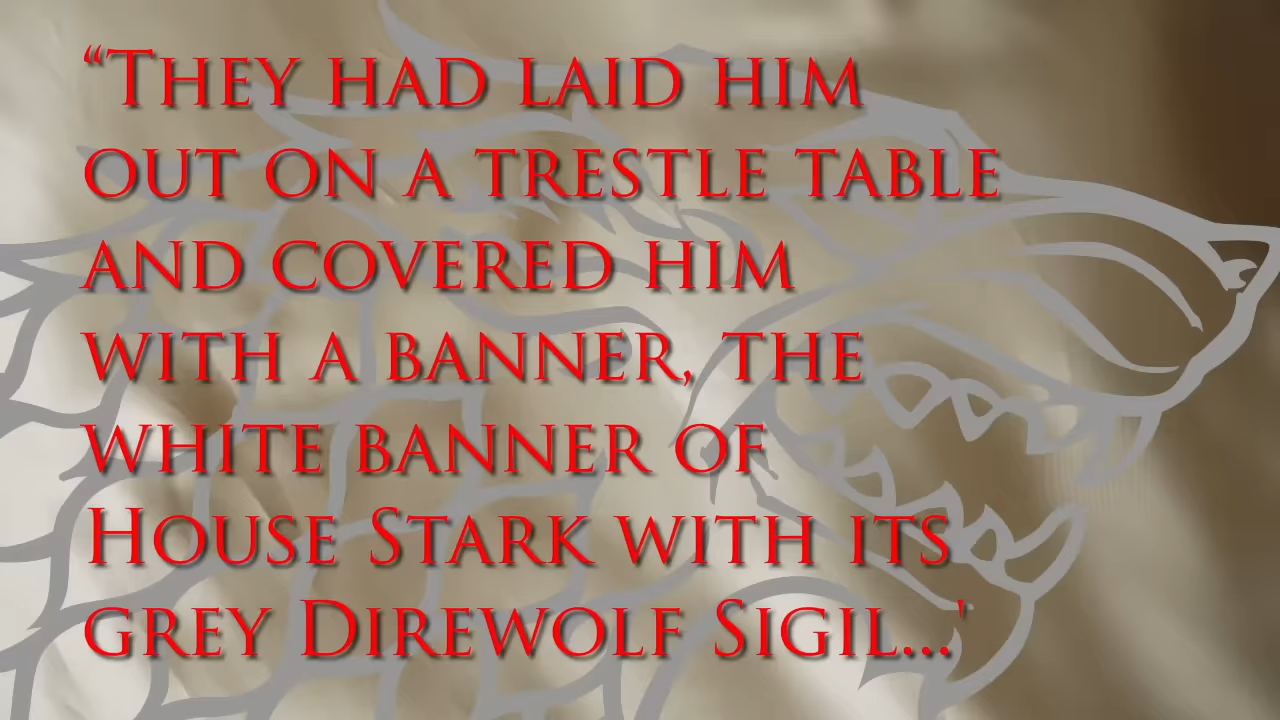 “They had laid him
out on a trestle table
and covered him
with a banner, the
white banner of
House Stark with its
grey Direwolf Sigil...'